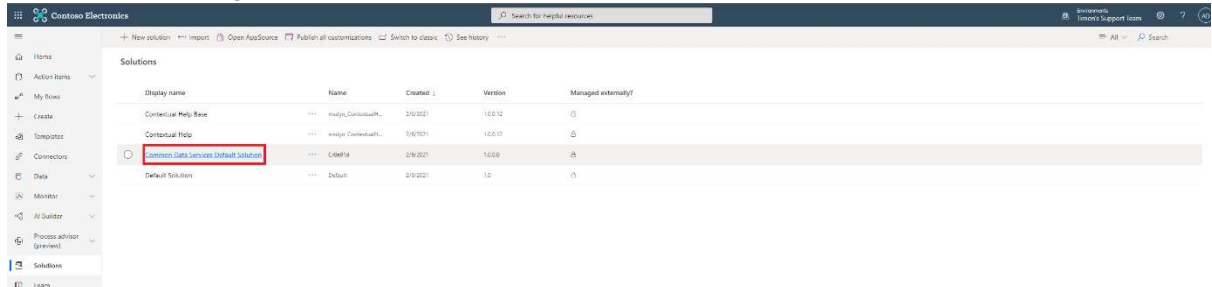 Contoso Electronics
Search for helpful resources
Environments
Timon's Support Team
?
AD
+ New solution Import Open AppSource Publish all customizations Switch to classic See history ...
All Search
Home
Action items
My flows
Create
Templates
Connectors
Data
Monitor
AI Builder
Process advisor
(preview)
Solutions
Learn
Solutions
Display name Name Created ↓ Version Managed externally?
Contextual Help Base ... msdyn_ContextualH... 2/9/2021 1.0.0.12
Contextual Help ... msdyn_ContextualH... 2/9/2021 1.0.0.12
Common Data Services Default Solution ... 2/9/2021 1.0.0.0
Default Solution ... Default 2/9/2021 1.0